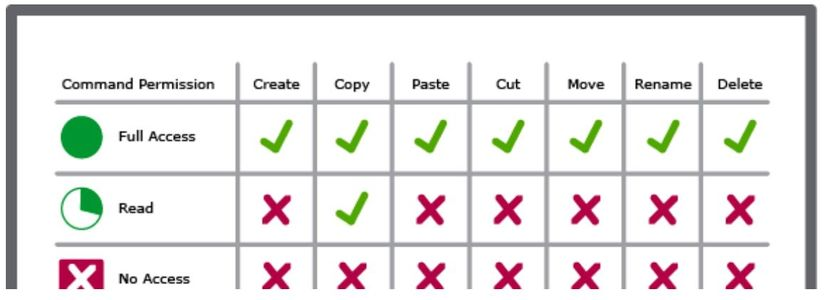 Command Permission Create Copy Paste Cut Move Rename Delete
Full Access
Read
No Access